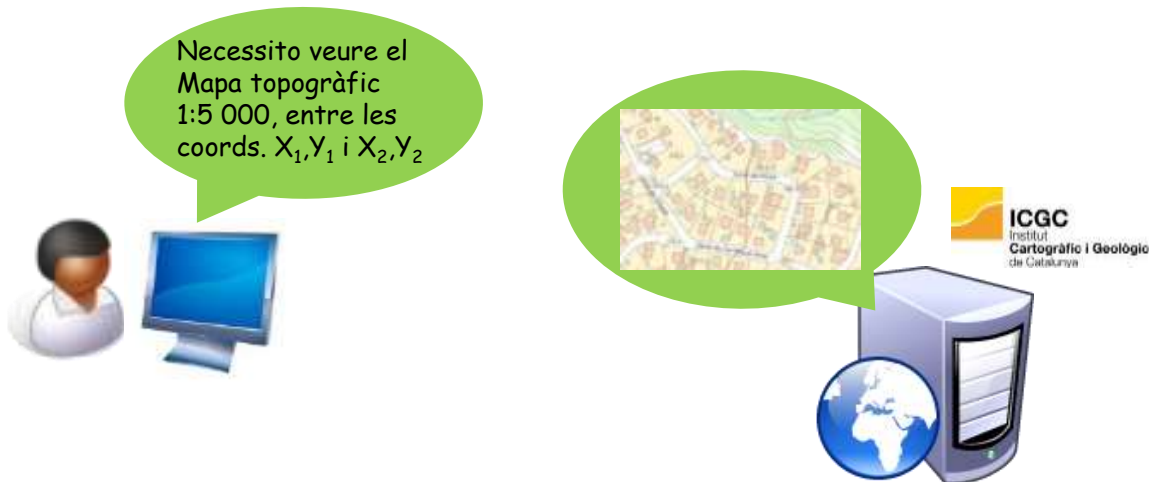 Necessito veure el
Mapa topogràfic
1:5 000, entre les
coords. X₁,Y₁ i X₂,Y₂
ICGC
Institut
Cartogràfic i Geològic
de Catalunya